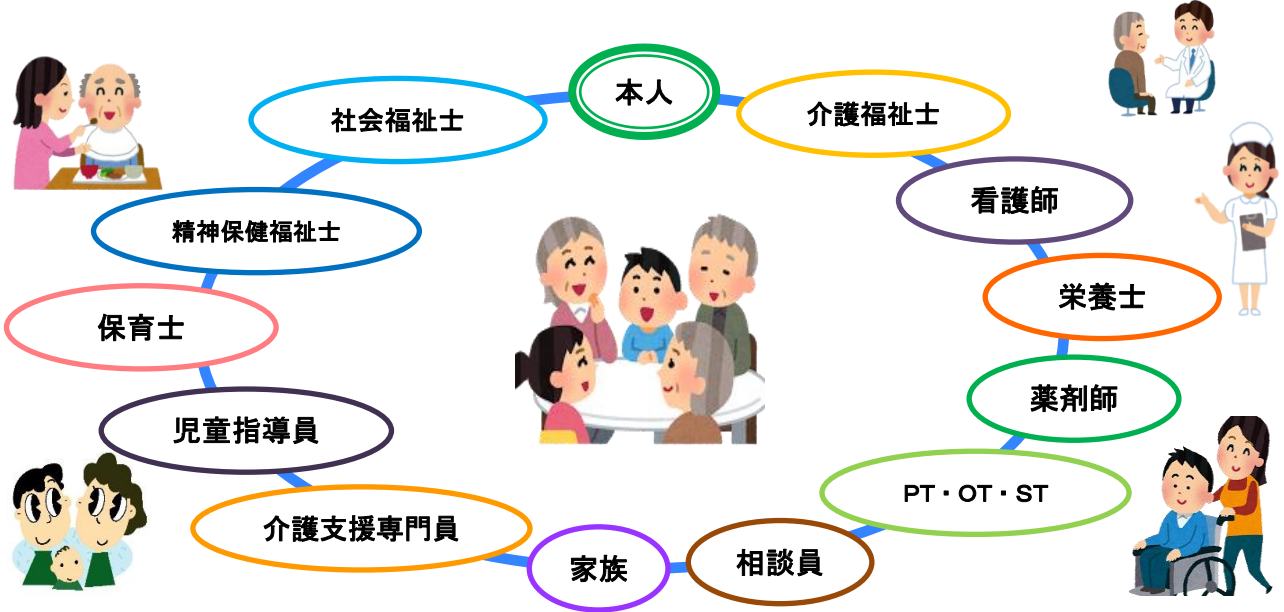 本人
介護福祉士
看護師
栄養士
薬剤師
PT・OT・ST
相談員
家族
介護支援専門員
児童指導員
保育士
精神保健福祉士
社会福祉士